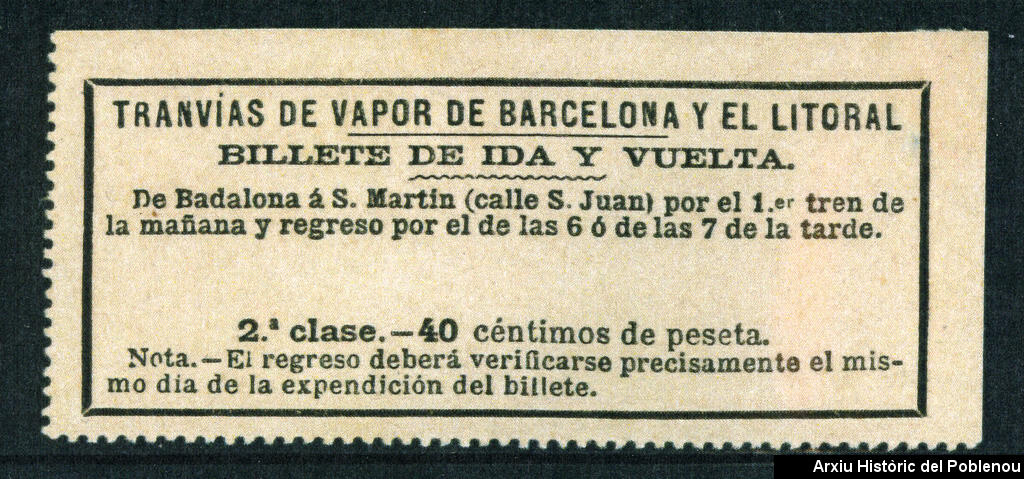 TRANVÍAS DE VAPOR DE BARCELONA Y EL LITORAL
BILLETE DE IDA Y VUELTA.
De Badalona á S. Martín (calle S. Juan) por el 1.er tren de
la mañana y regreso por el de las 6 ó de las 7 de la tarde.
2.ª clase.—40 céntimos de peseta.
Nota.—El regreso deberá verificarse precisamente el mis-
mo día de la expendición del billete.
Arxiu Històric del Poblenou